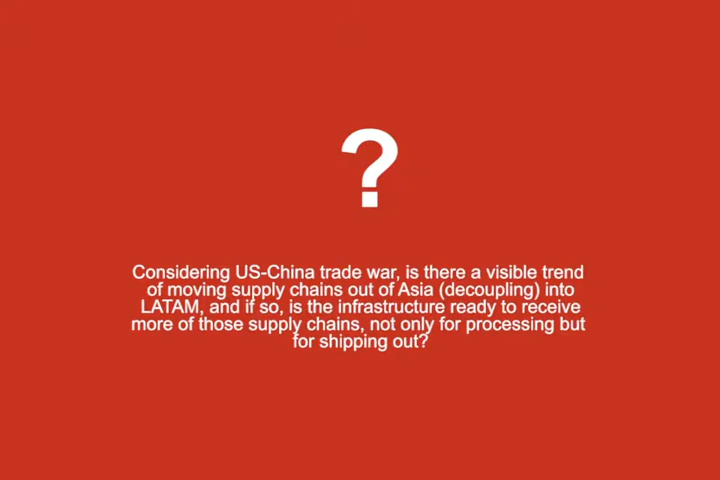 ?
Considering US-China trade war, is there a visible trend
of moving supply chains out of Asia (decoupling) into
LATAM, and if so, is the infrastructure ready to receive
more of those supply chains, not only for processing but
for shipping out?